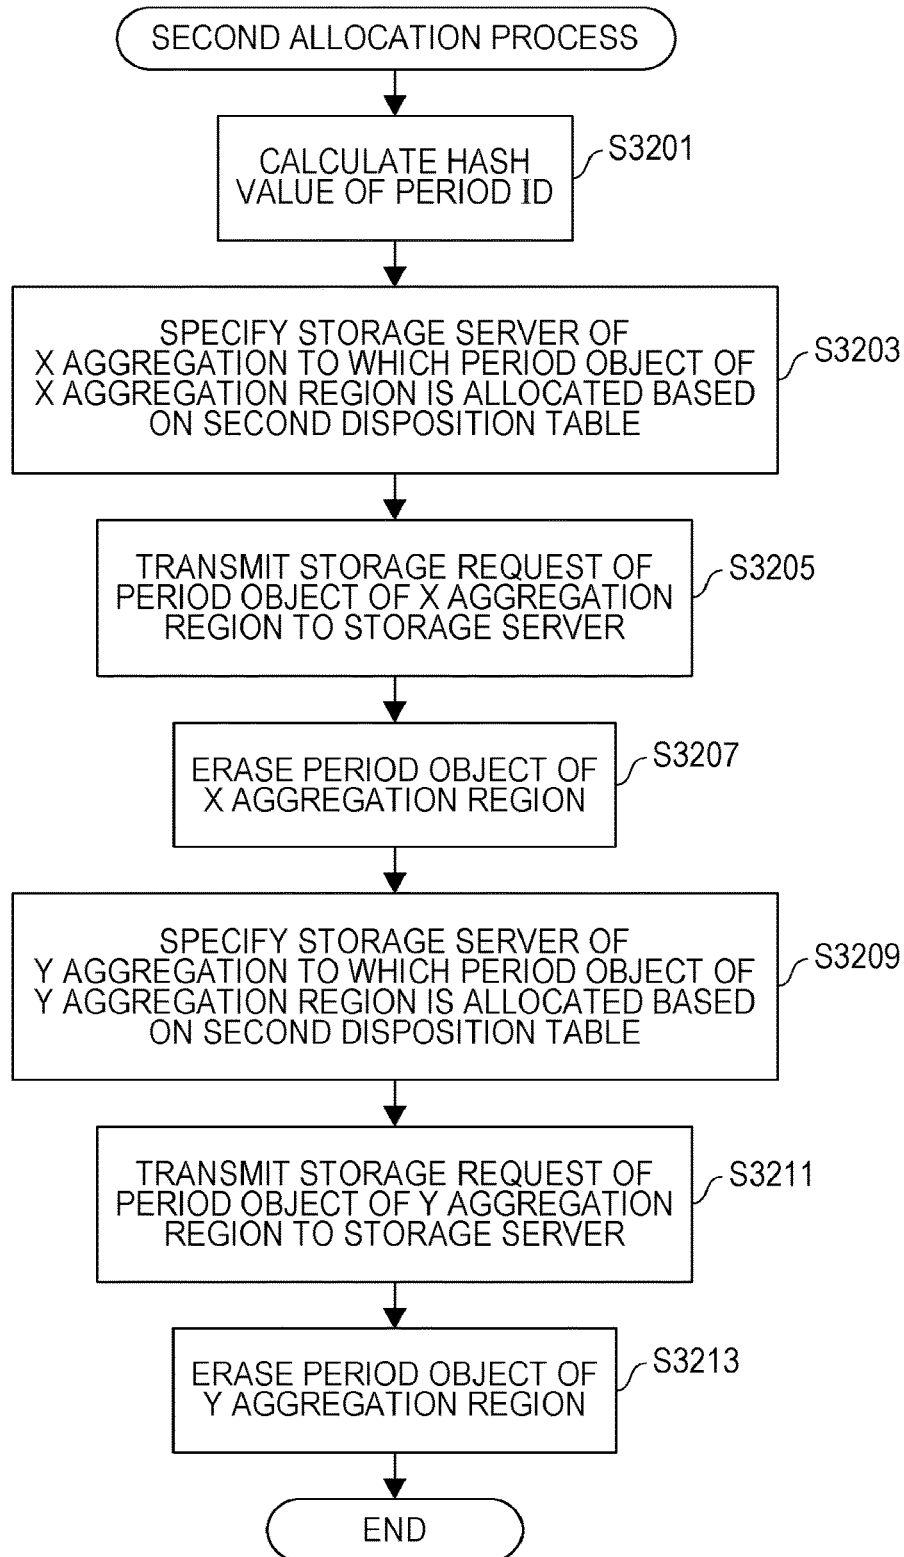 SECOND ALLOCATION PROCESS
CALCULATE HASH
VALUE OF PERIOD ID
S3201
SPECIFY STORAGE SERVER OF
X AGGREGATION TO WHICH PERIOD OBJECT OF
X AGGREGATION REGION IS ALLOCATED BASED
ON SECOND DISPOSITION TABLE
S3203
TRANSMIT STORAGE REQUEST OF
PERIOD OBJECT OF X AGGREGATION
REGION TO STORAGE SERVER
S3205
ERASE PERIOD OBJECT OF
X AGGREGATION REGION
S3207
SPECIFY STORAGE SERVER OF
Y AGGREGATION TO WHICH PERIOD OBJECT OF
Y AGGREGATION REGION IS ALLOCATED BASED
ON SECOND DISPOSITION TABLE
S3209
TRANSMIT STORAGE REQUEST OF
PERIOD OBJECT OF Y AGGREGATION
REGION TO STORAGE SERVER
S3211
ERASE PERIOD OBJECT OF
Y AGGREGATION REGION
S3213
END